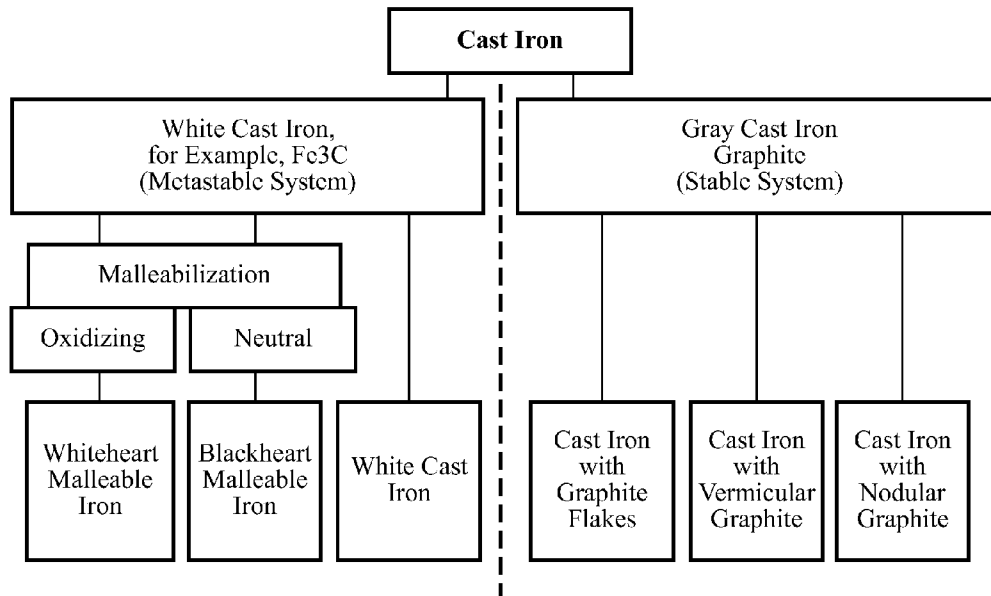 Cast Iron
White Cast Iron,
for Example, Fe3C
(Metastable System)
Gray Cast Iron
Graphite
(Stable System)
Malleabilization
Oxidizing
Neutral
Whiteheart
Malleable
Iron
Blackheart
Malleable
Iron
White Cast
Iron
Cast Iron
with
Graphite
Flakes
Cast Iron
with
Vermicular
Graphite
Cast Iron
with
Nodular
Graphite